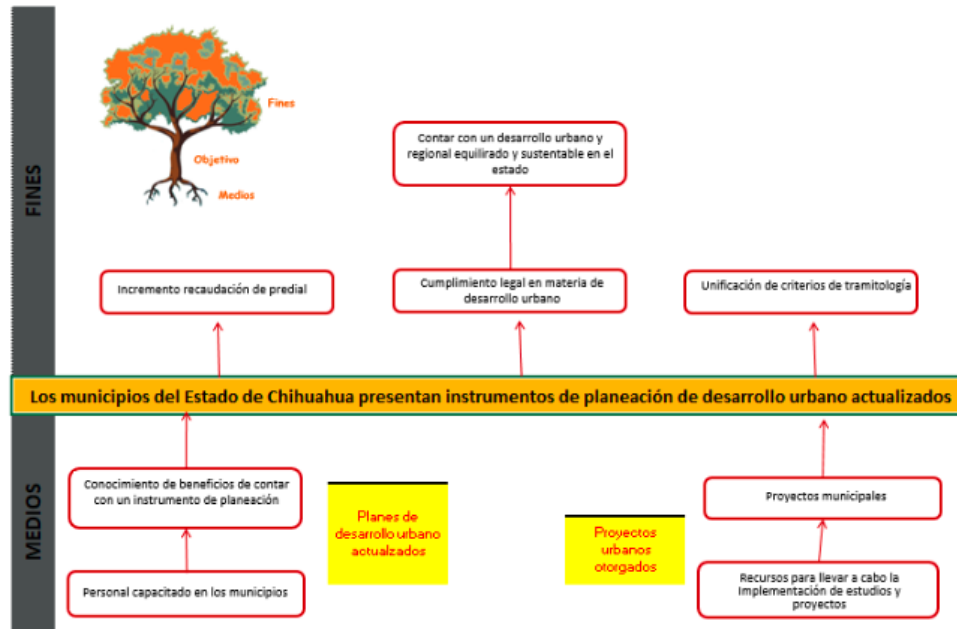 FINES
Fines
Objetivo
Medios
Contar con un desarrollo urbano y
regional equilirado y sustentable en el
estado
Incremento recaudación de predial
Cumplimiento legal en materia de
desarrollo urbano
Unificación de criterios de tramitología
Los municipios del Estado de Chihuahua presentan instrumentos de planeación de desarrollo urbano actualizados
MEDIOS
Conocimiento de beneficios de contar
con un instrumento de planeación
Planes de
desarrollo urbano
actualzados
Proyectos
urbanos
otorgados
Proyectos municipales
Personal capacitado en los municipios
Recursos para llevar a cabo la
Implementación de estudios y
proyectos